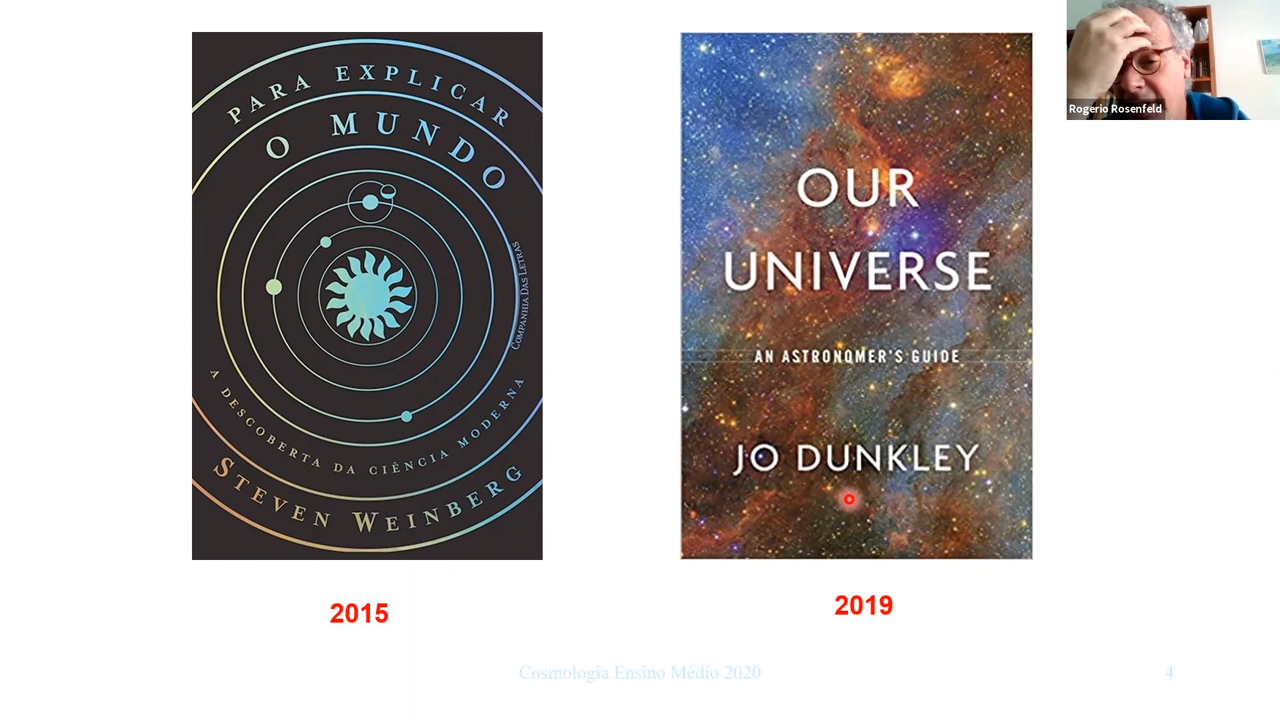 PARA EXPLICAR
O MUNDO
COMPANHIA DAS LETRAS
A DESCOBERTA DA CIÊNCIA MODERNA
STEVEN WEINBERG
2015
OUR
UNIVERSE
AN ASTRONOMER'S GUIDE
JO DUNKLEY
2019
Rogerio Rosenfeld
Cosmologia Ensino Médio 2020
4